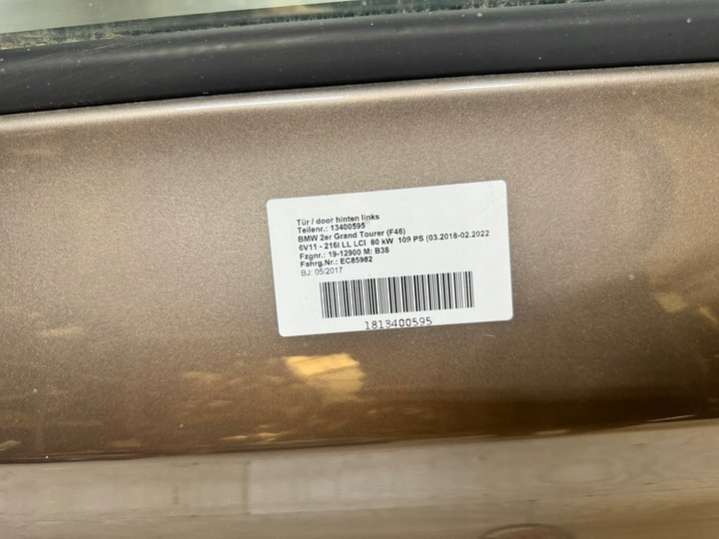 Tür / door hinten links
Teilenr.: 13400595
BMW 2er Grand Tourer (F46)
6V11 - 216i LL LCI 80 kW 109 PS (03.2018-02.2022
Fzgnr.: 19-12900 M: B38
Fahrg.Nr.: EC85982
BJ: 05/2017
1813400595